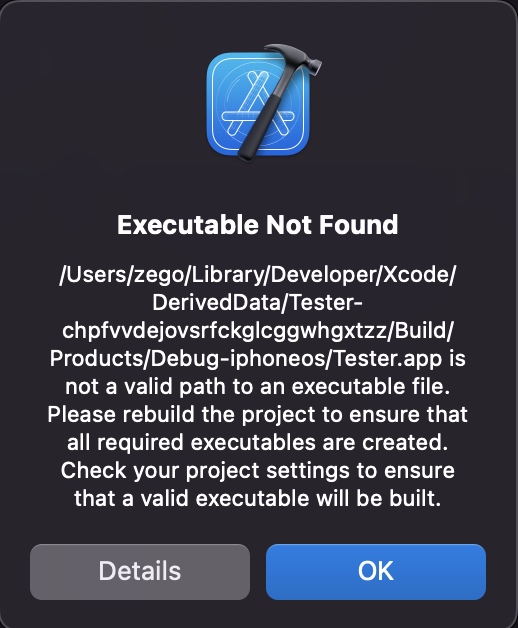 Executable Not Found
/Users/zego/Library/Developer/Xcode/
DerivedData/Tester-
chpfvvdejovsrfckglcggwhgxtzz/Build/
Products/Debug-iphoneos/Tester.app is
not a valid path to an executable file.
Please rebuild the project to ensure that
all required executables are created.
Check your project settings to ensure
that a valid executable will be built.
Details
OK